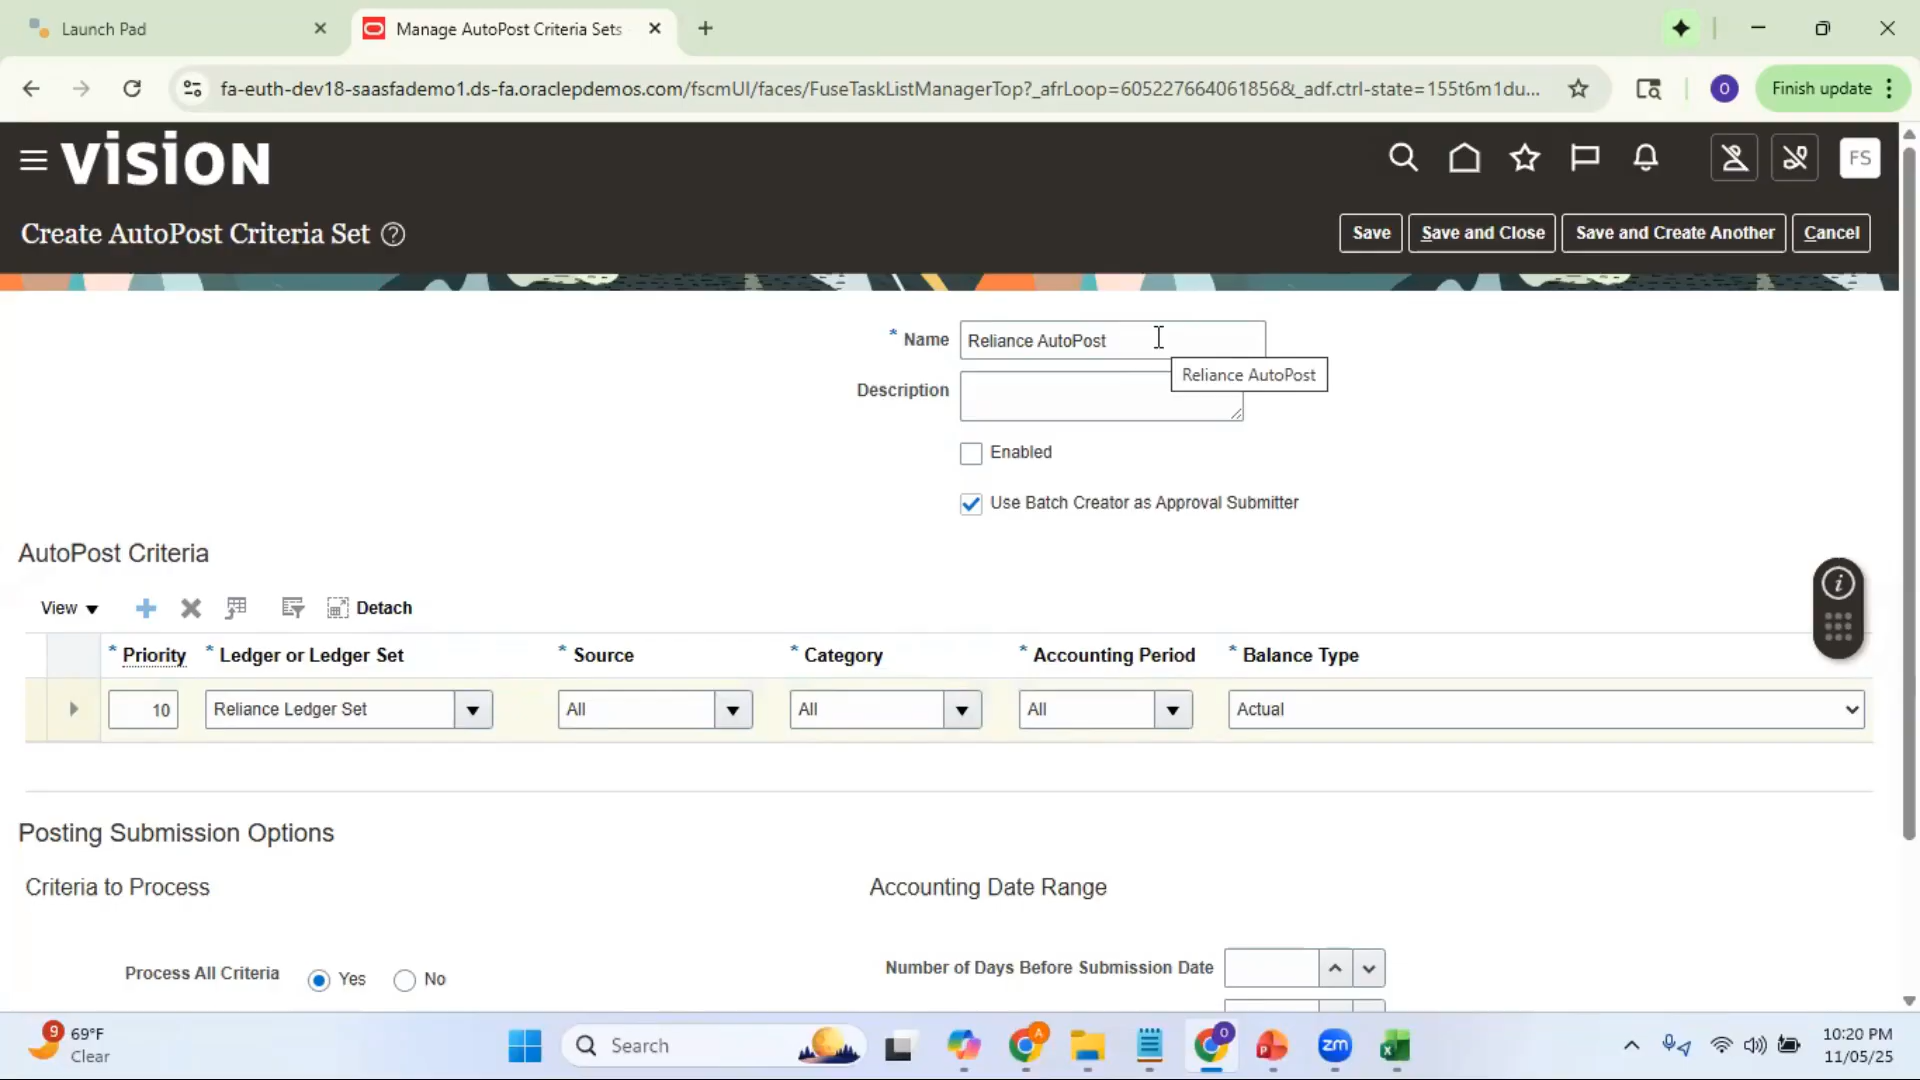 Launch Pad
Manage AutoPost Criteria Sets
fa-euth-dev18-saasfademo1.ds-fa.oraclepdemos.com/fscmUI/faces/FuseTaskListManagerTop?_afrLoop=605227664061856&_adf.ctrl-state=155t6m1du...
O
Finish update
VISION
FS
Create AutoPost Criteria Set ?
Save
Save and Close
Save and Create Another
Cancel
* Name Reliance AutoPost
Reliance AutoPost
Description
Enabled
Use Batch Creator as Approval Submitter
AutoPost Criteria
View
Detach
* Priority * Ledger or Ledger Set * Source * Category * Accounting Period * Balance Type
10 Reliance Ledger Set All All All Actual
Posting Submission Options
Criteria to Process Accounting Date Range
Process All Criteria Yes No
Number of Days Before Submission Date
9
69°F
Clear
Search
A
O
zm
10:20 PM
11/05/25